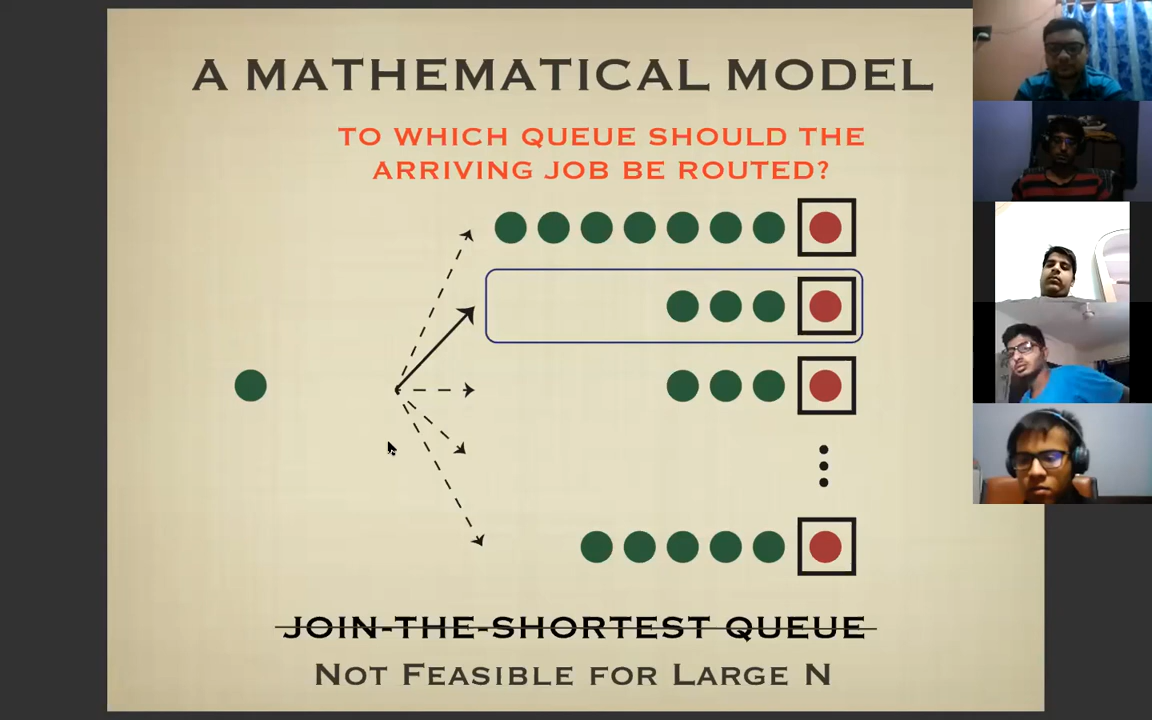 A MATHEMATICAL MODEL
TO WHICH QUEUE SHOULD THE
ARRIVING JOB BE ROUTED?
JOIN-THE-SHORTEST QUEUE
NOT FEASIBLE FOR LARGE N